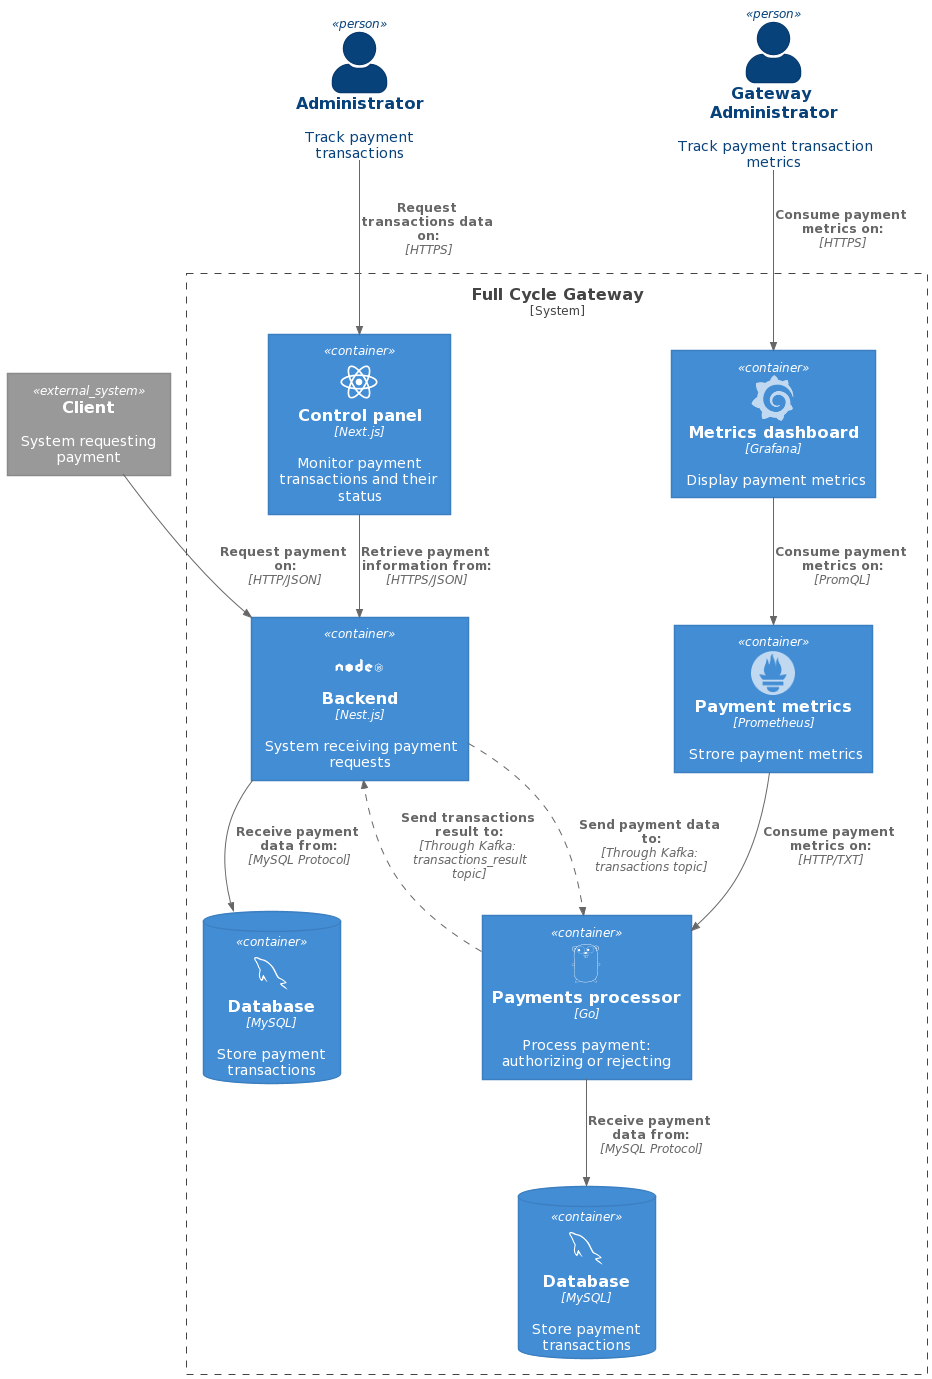 «person»
Administrator
Track payment
transactions
«person»
Gateway
Administrator
Track payment transaction
metrics
Request
transactions data
on:
[HTTPS]
Consume payment
metrics on:
[HTTPS]
Full Cycle Gateway
[System]
«external_system»
Client
System requesting
payment
«container»
Control panel
[Next.js]
Monitor payment
transactions and their
status
«container»
Metrics dashboard
[Grafana]
Display payment metrics
Request payment
on:
[HTTP/JSON]
Retrieve payment
information from:
[HTTPS/JSON]
Consume payment
metrics on:
[PromQL]
«container»
node
Backend
[Nest.js]
System receiving payment
requests
«container»
Payment metrics
[Prometheus]
Strore payment metrics
Receive payment
data from:
[MySQL Protocol]
Send transactions
result to:
[Through Kafka:
transactions_result
topic]
Send payment data
to:
[Through Kafka:
transactions topic]
Consume payment
metrics on:
[HTTP/TXT]
«container»
Database
[MySQL]
Store payment
transactions
«container»
Payments processor
[Go]
Process payment:
authorizing or rejecting
Receive payment
data from:
[MySQL Protocol]
«container»
Database
[MySQL]
Store payment
transactions